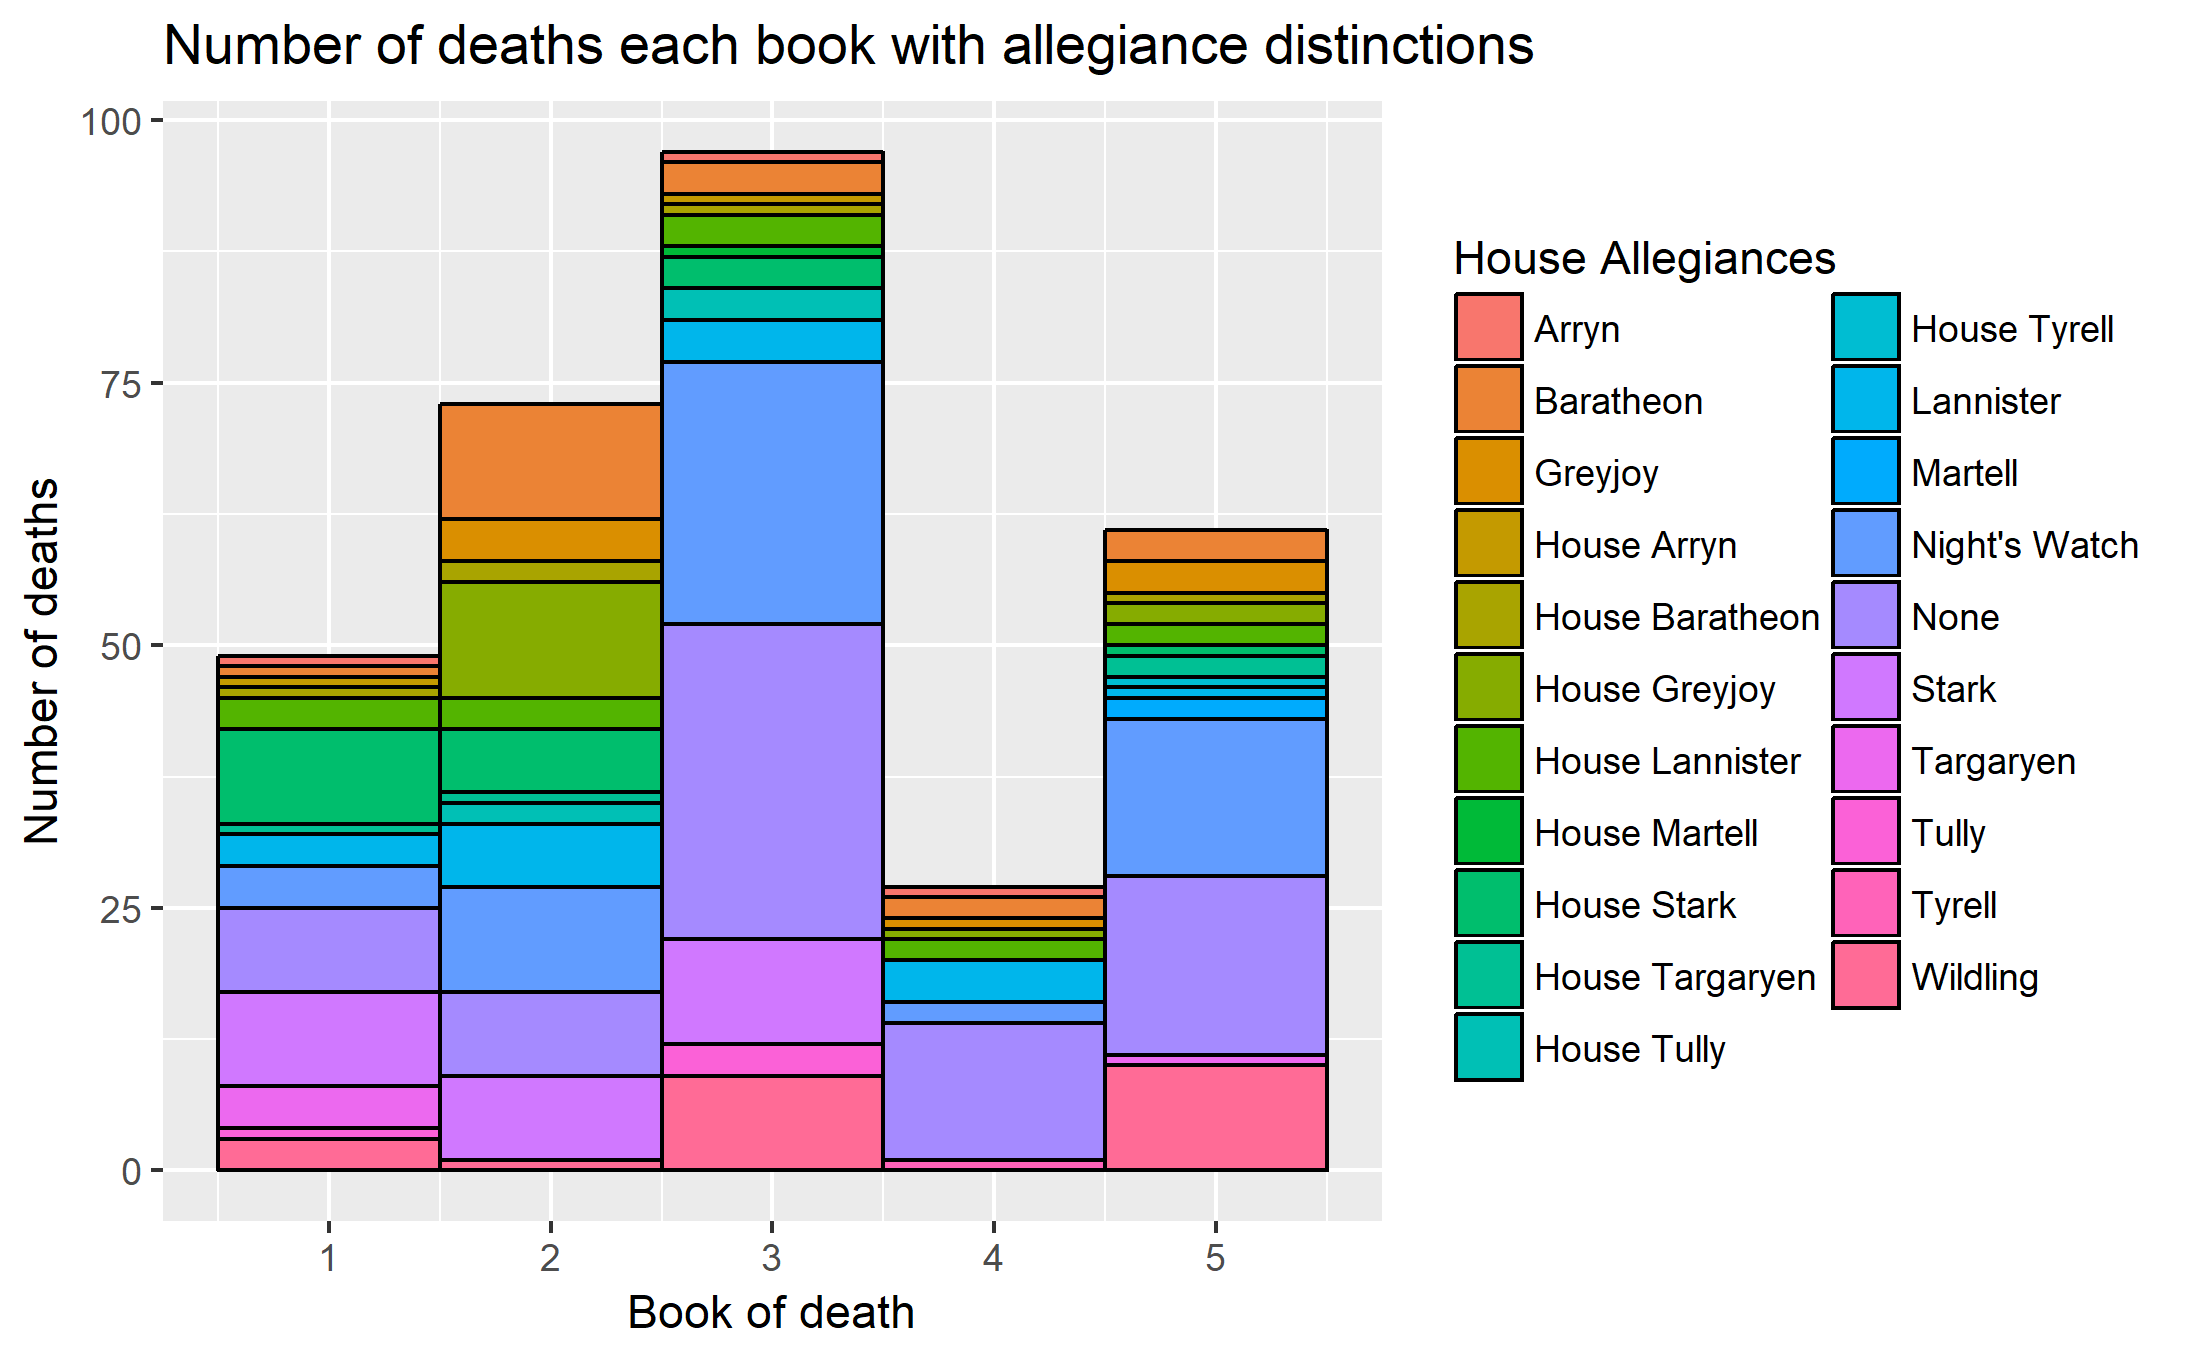 Number of deaths each book with allegiance distinctions
100
75
50
25
0
Number of deaths
1 2 3 4 5
Book of death
House Allegiances
Arryn
Baratheon
Greyjoy
House Arryn
House Baratheon
House Greyjoy
House Lannister
House Martell
House Stark
House Targaryen
House Tully
House Tyrell
Lannister
Martell
Night's Watch
None
Stark
Targaryen
Tully
Tyrell
Wildling